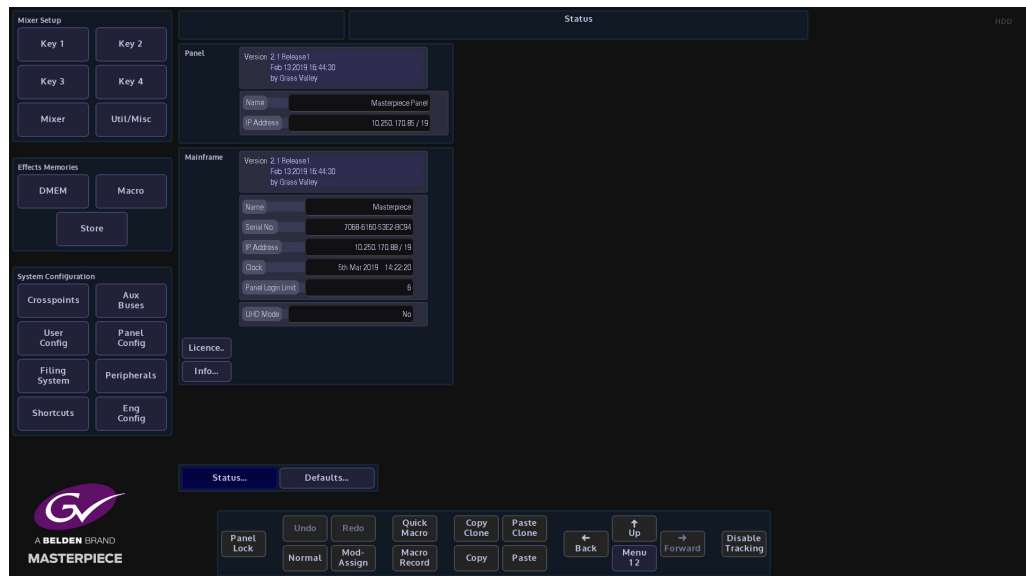 Mixer Setup
Key 1
Key 2
Key 3
Key 4
Mixer
Util/Misc
Effects Memories
DMEM
Macro
Store
System Configuration
Crosspoints
Aux
Buses
User
Config
Panel
Config
Filing
System
Peripherals
Shortcuts
Eng
Config
Status
HDD
Panel
Version 2.1 Release1
Feb 13 2019 16:44:30
by Grass Valley
Name Masterpiece Panel
IP Address 10.250.170.85 / 19
Mainframe
Version 2.1 Release1
Feb 13 2019 16:44:30
by Grass Valley
Name Masterpiece
Serial No. 7068-6160-53E2-BC94
IP Address 10.250.170.88 / 19
Clock 5th Mar 2019 14:22:20
Panel Login Limit 6
UHD Mode No
Licence..
Info...
Status...
Defaults...
GV
A BELDEN BRAND
MASTERPIECE
Panel
Lock
Undo
Redo
Normal
Mod-
Assign
Quick
Macro
Macro
Record
Copy
Clone
Paste
Clone
Copy
Paste
← 
Back
↑
Up
Menu
12
→
Forward
Disable
Tracking